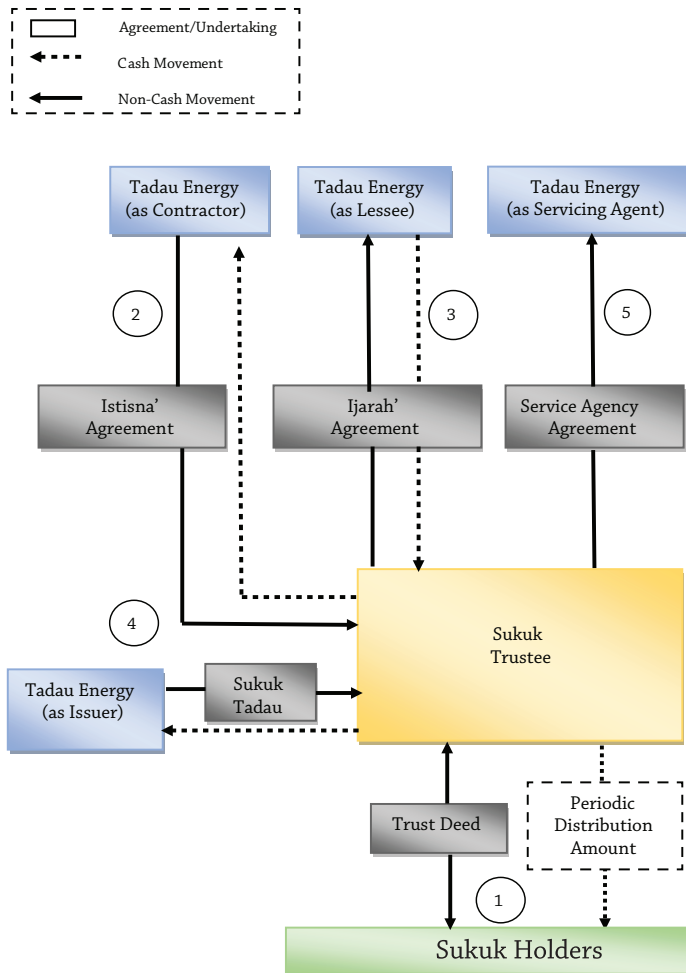 Agreement/Undertaking
Cash Movement
Non-Cash Movement
Tadau Energy
(as Contractor)
Tadau Energy
(as Lessee)
Tadau Energy
(as Servicing Agent)
2
3
5
Istisna’
Agreement
Ijarah’
Agreement
Service Agency
Agreement
4
Sukuk
Trustee
Tadau Energy
(as Issuer)
Sukuk
Tadau
Trust Deed
Periodic
Distribution
Amount
1
Sukuk Holders